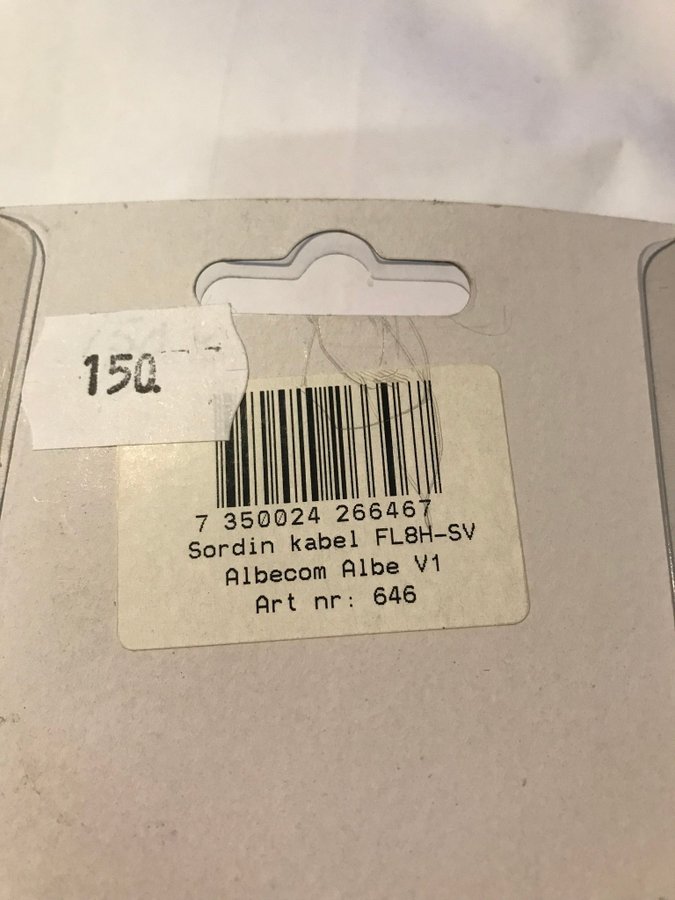 150.--
7 350024 266467
Sordin kabel FL8H-SV
Albecom Albe V1
Art nr: 646